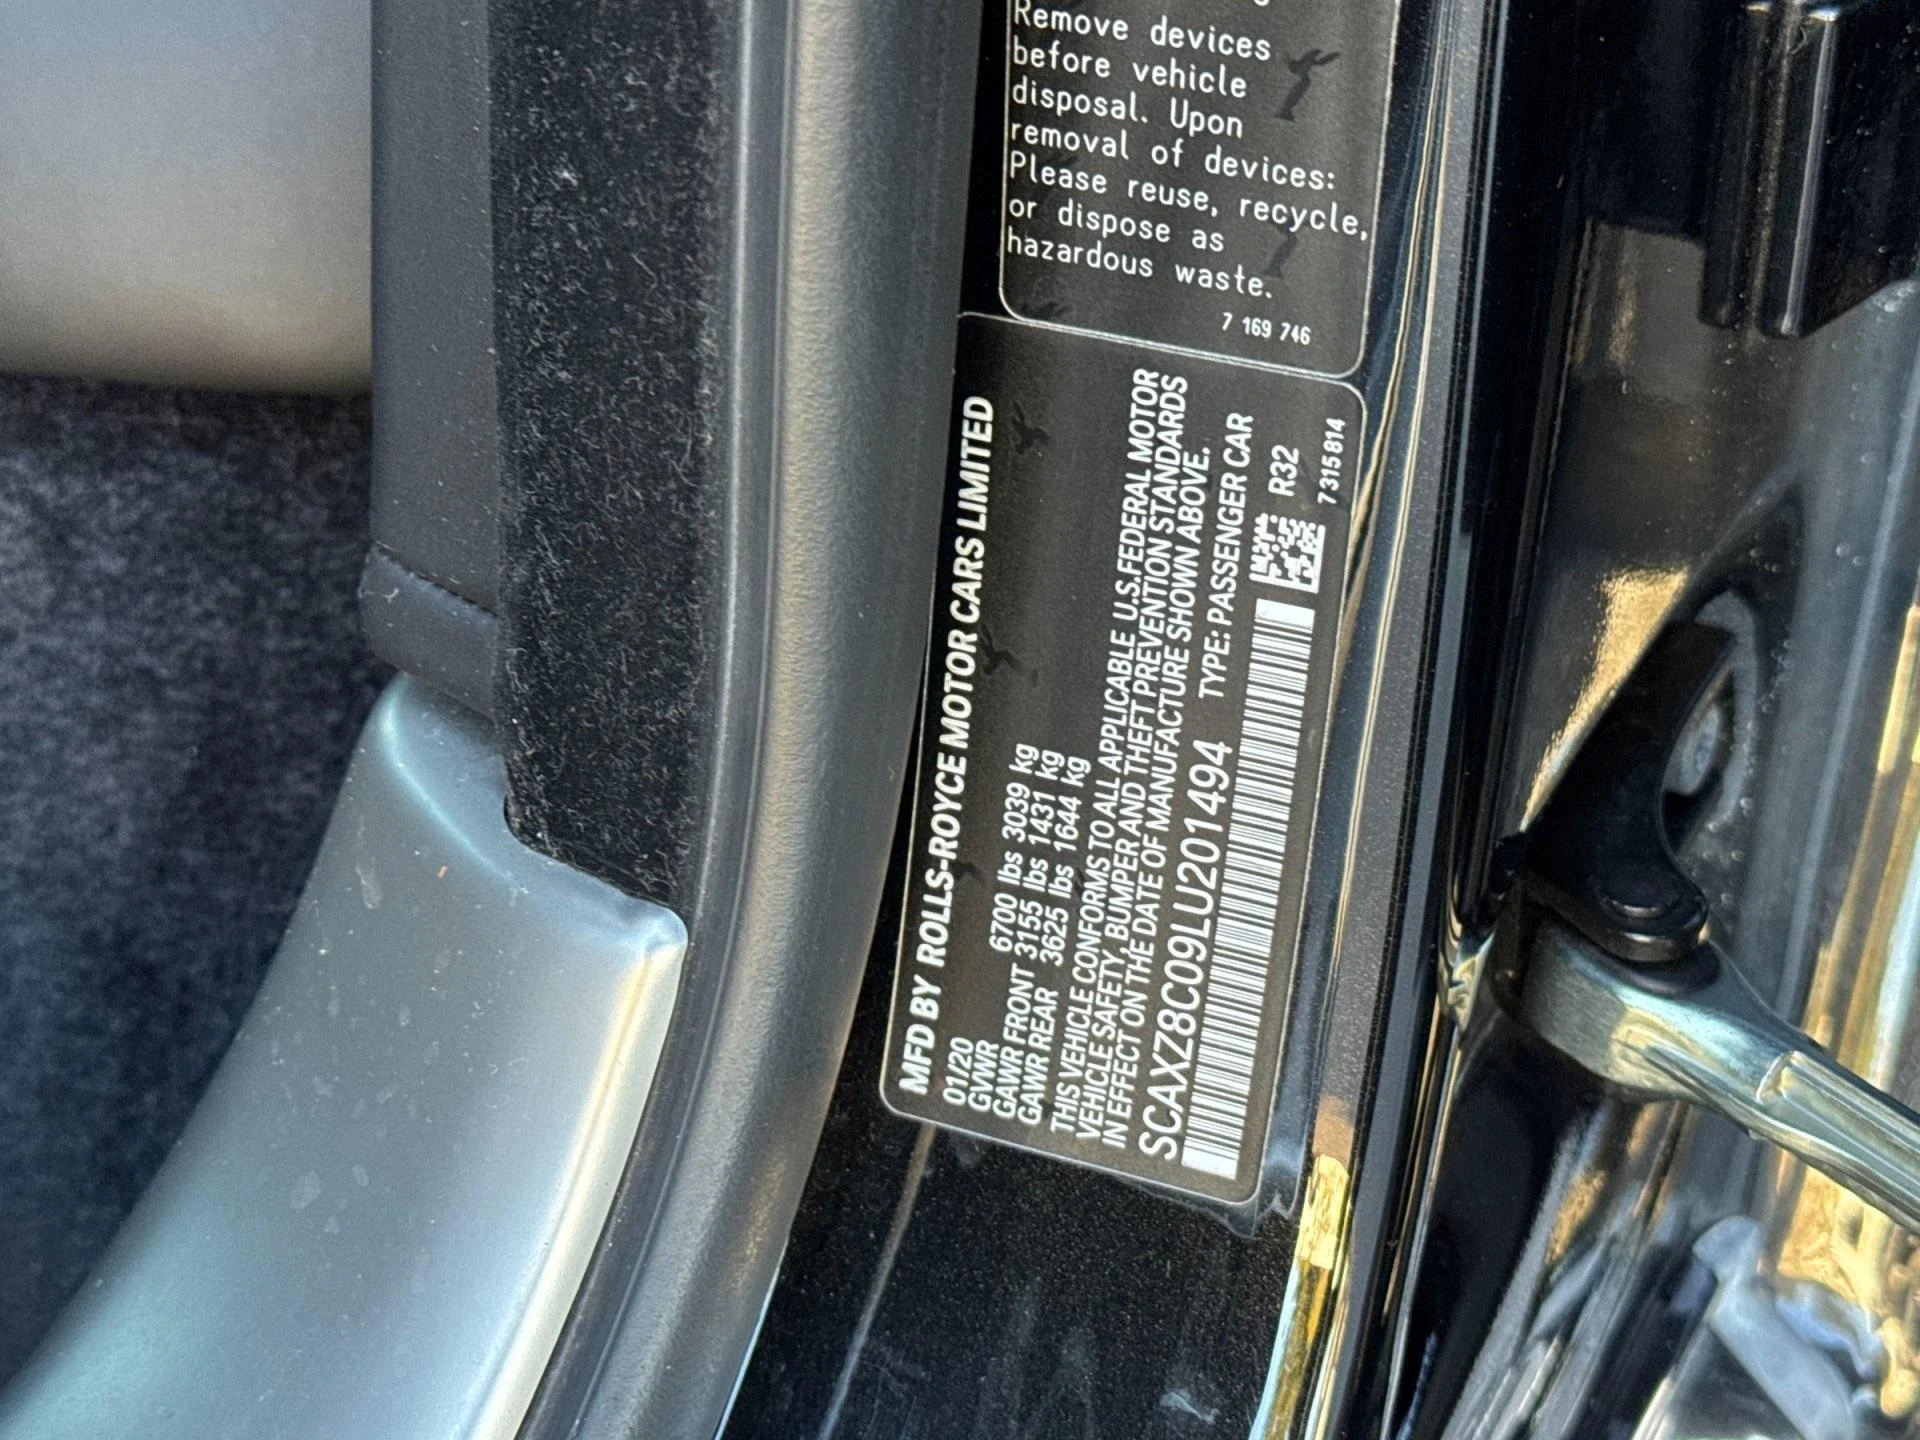 Remove devices
before vehicle
disposal. Upon
removal of devices:
Please reuse, recycle,
or dispose as
hazardous waste.
7 169 746
MFD BY ROLLS-ROYCE MOTOR CARS LIMITED
01/20
GVWR 6700 lbs 3039 kg
GAWR FRONT 3155 lbs 1431 kg
GAWR REAR 3625 lbs 1644 kg
THIS VEHICLE CONFORMS TO ALL APPLICABLE U.S.FEDERAL MOTOR
VEHICLE SAFETY, BUMPER AND THEFT PREVENTION STANDARDS
IN EFFECT ON THE DATE OF MANUFACTURE SHOWN ABOVE.
SCAXZ8C09LU201494 TYPE: PASSENGER CAR
R32
7315814